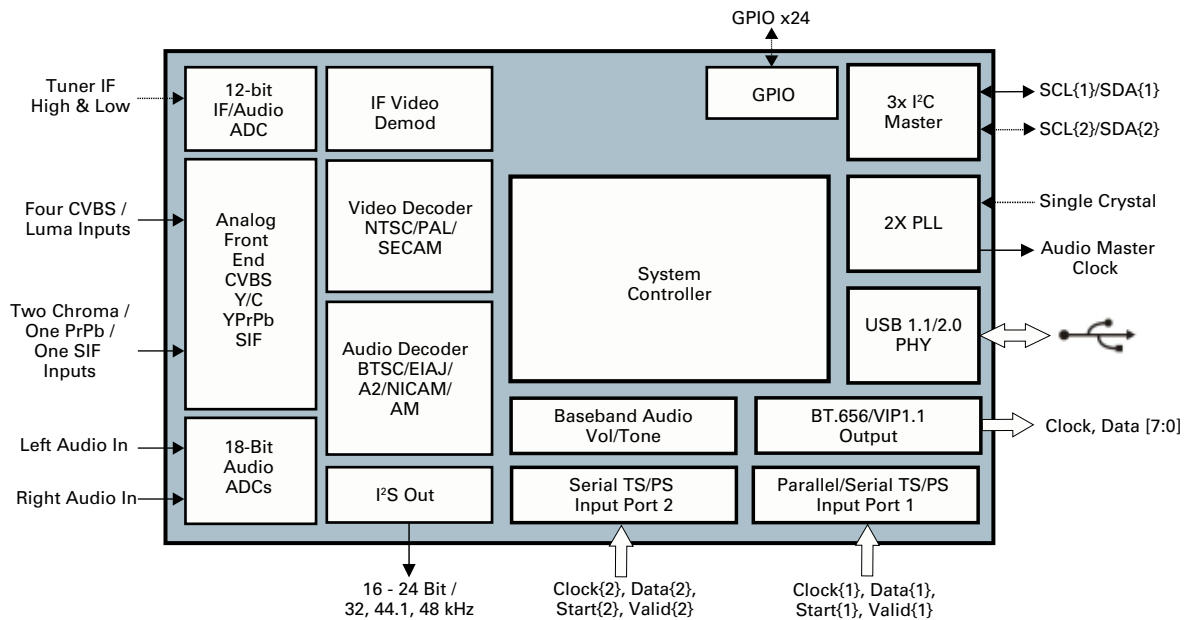 GPIO x24
Tuner IF
High & Low
12-bit
IF/Audio
ADC
IF Video
Demod
GPIO
3x I²C
Master
SCL{1}/SDA{1}
SCL{2}/SDA{2}
Four CVBS /
Luma Inputs
Analog
Front
End
CVBS
Y/C
YPrPb
SIF
Video Decoder
NTSC/PAL/
SECAM
System
Controller
2X PLL
Single Crystal
Audio Master
Clock
Two Chroma /
One PrPb /
One SIF
Inputs
Audio Decoder
BTSC/EIAJ/
A2/NICAM/
AM
USB 1.1/2.0
PHY
Left Audio In
Right Audio In
18-Bit
Audio
ADCs
Baseband Audio
Vol/Tone
BT.656/VIP1.1
Output
Clock, Data [7:0]
I²S Out
Serial TS/PS
Input Port 2
Parallel/Serial TS/PS
Input Port 1
16 - 24 Bit /
32, 44.1, 48 kHz
Clock{2}, Data{2},
Start{2}, Valid{2}
Clock{1}, Data{1},
Start{1}, Valid{1}